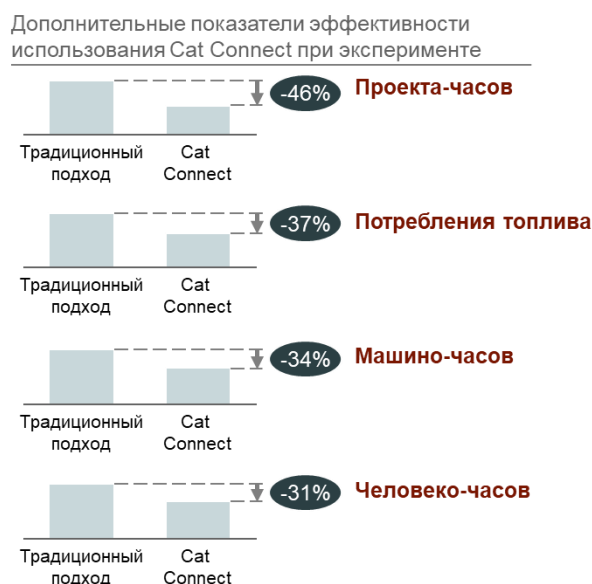 Дополнительные показатели эффективности
использования Cat Connect при эксперименте
-46%
Проекта-часов
Традиционный
подход
Cat
Connect
-37%
Потребления топлива
Традиционный
подход
Cat
Connect
-34%
Машино-часов
Традиционный
подход
Cat
Connect
-31%
Человеко-часов
Традиционный
подход
Cat
Connect